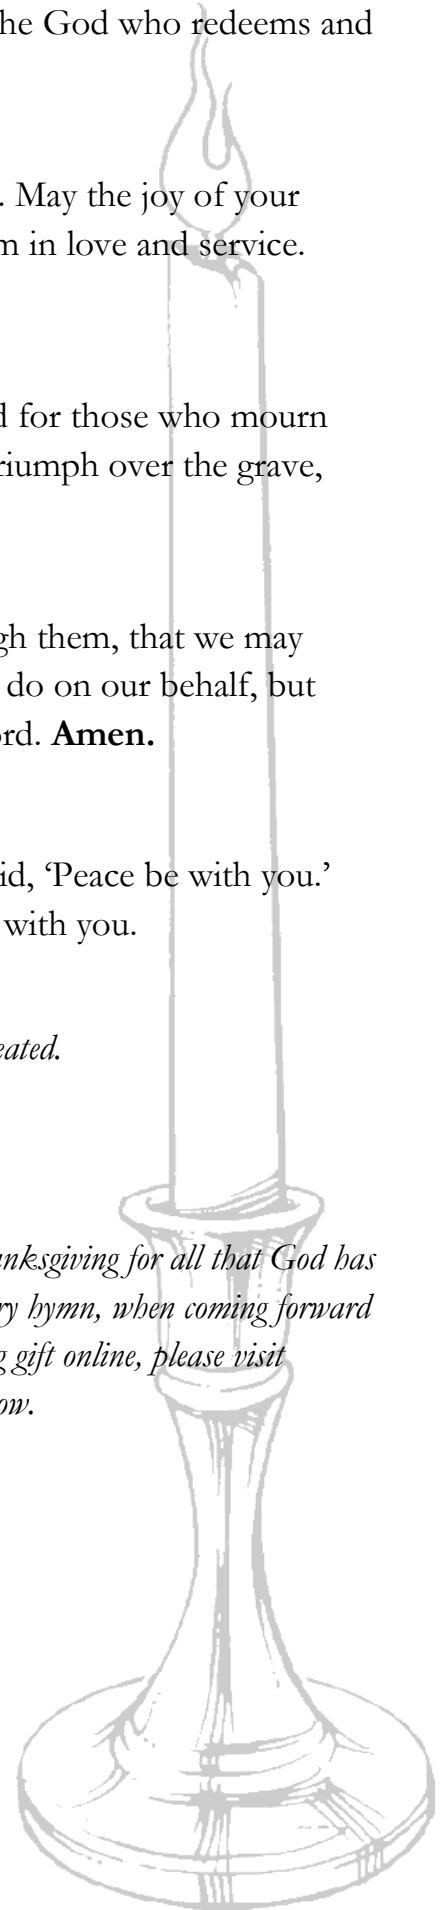 he God who redeems and
. May the joy of your
m in love and service.
d for those who mourn
riumph over the grave,
gh them, that we may
do on our behalf, but
ord. Amen.
id, ‘Peace be with you.’
with you.
eated.
anksgiving for all that God has
ry hymn, when coming forward
g gift online, please visit
ow.